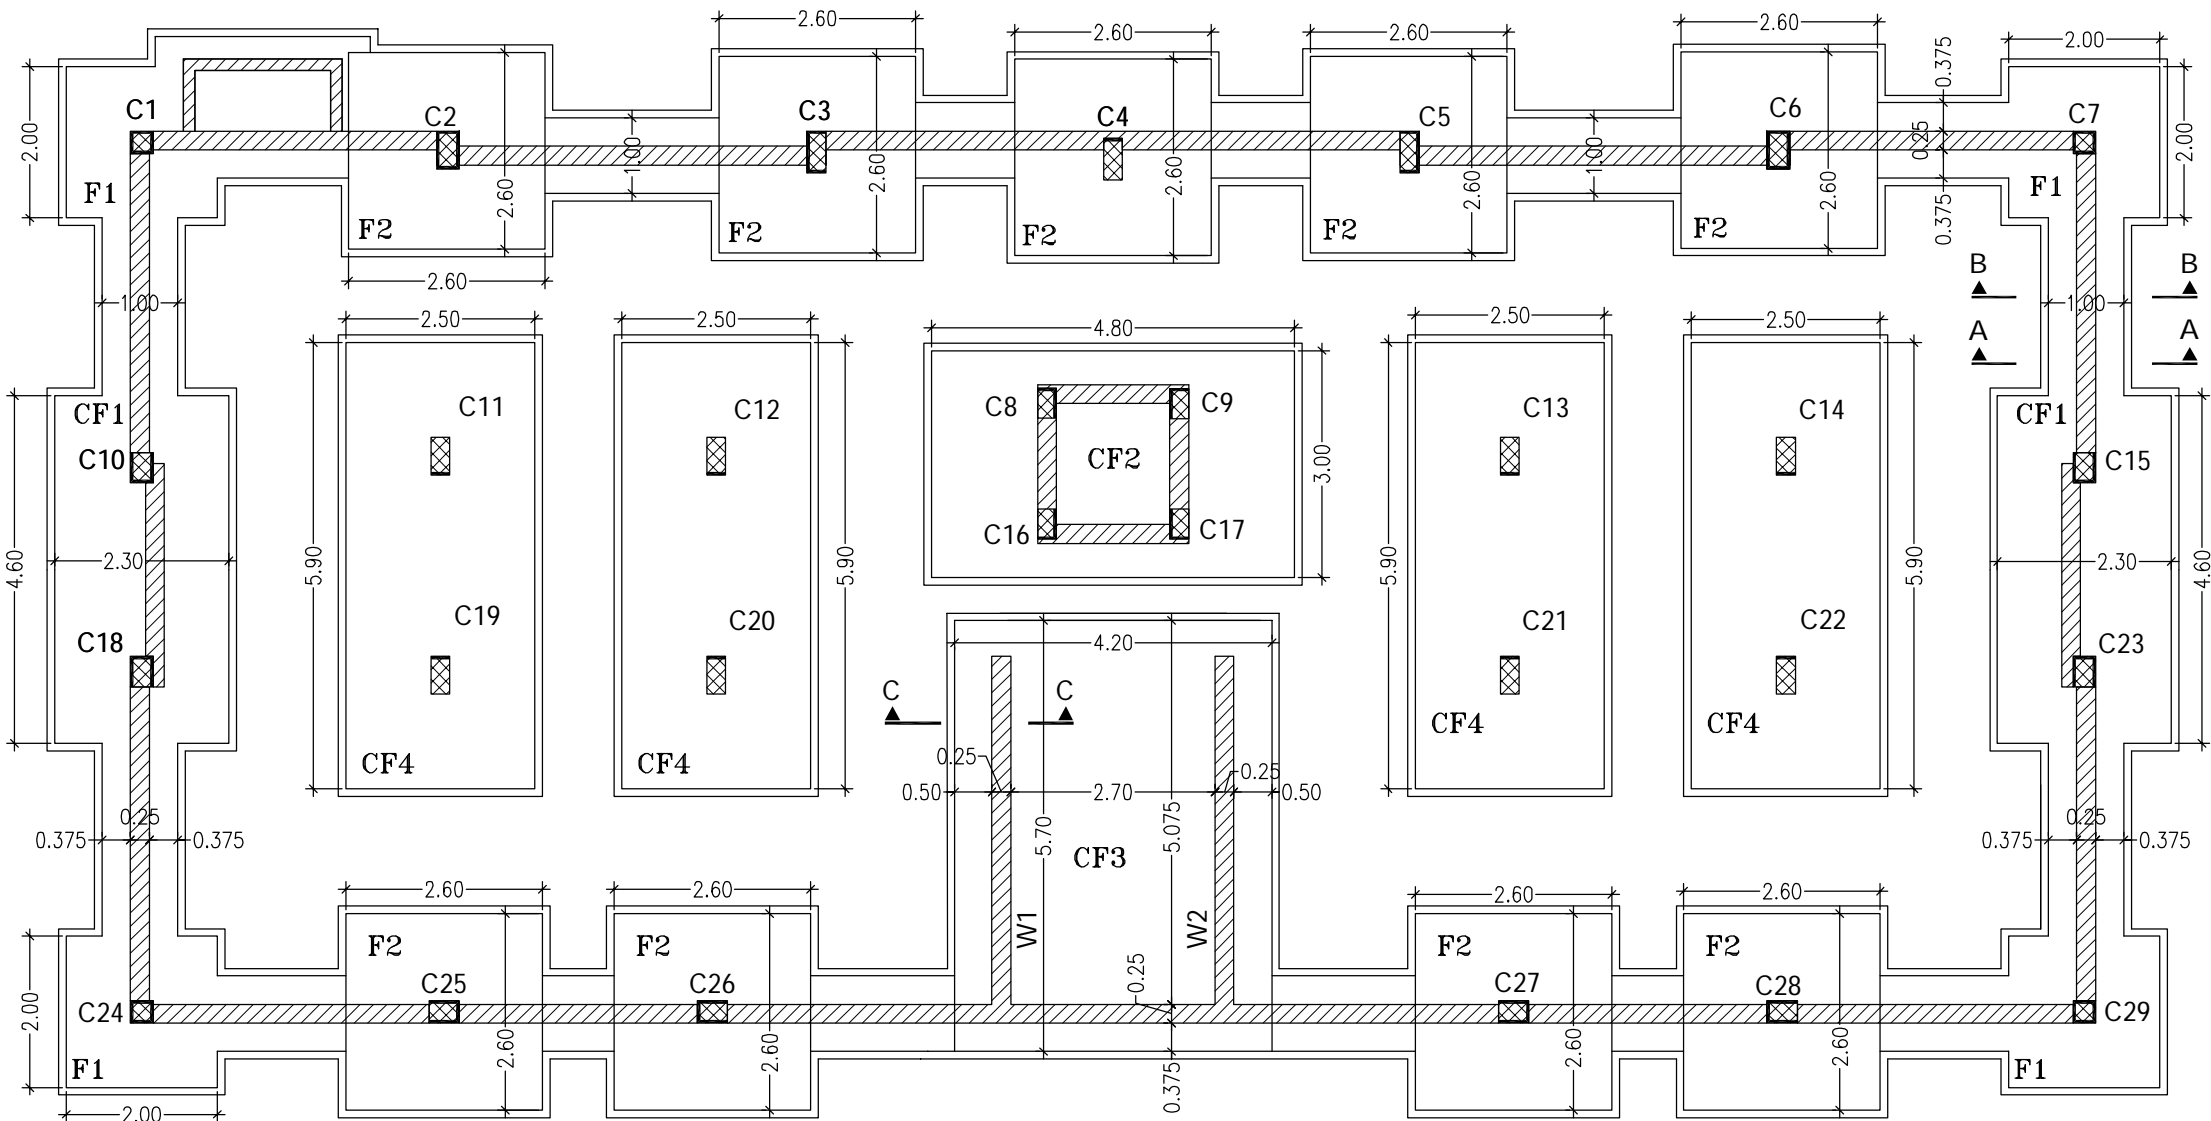 2.60
2.60
2.60
2.60
2.60
2.00
0.375
2.00
C1
C2
C3
C4
C5
C6
C7
2.60
2.60
2.60
2.60
2.60
1.00
1.00
0.25
2.00
F1
F2
F2
F2
F2
F2
F1
0.375
2.60
B
B
1.00
1.00
2.50
2.50
4.80
2.50
2.50
A
A
CF1
C11
C12
C8
C9
C13
C14
CF1
C10
CF2
3.00
C15
C16
C17
4.60
2.30
5.90
5.90
5.90
5.90
2.30
4.60
C19
C20
C21
C22
C18
C23
4.20
C
C
CF4
CF4
CF4
CF4
0.25
0.25
0.50
2.70
0.50
5.70
5.075
0.25
0.375
0.375
CF3
0.25
0.375
0.375
2.60
2.60
2.60
2.60
W1
W2
F2
F2
F2
F2
C25
C26
0.25
C27
C28
C24
C29
2.00
2.60
2.60
2.60
2.60
F1
0.375
F1
2.00